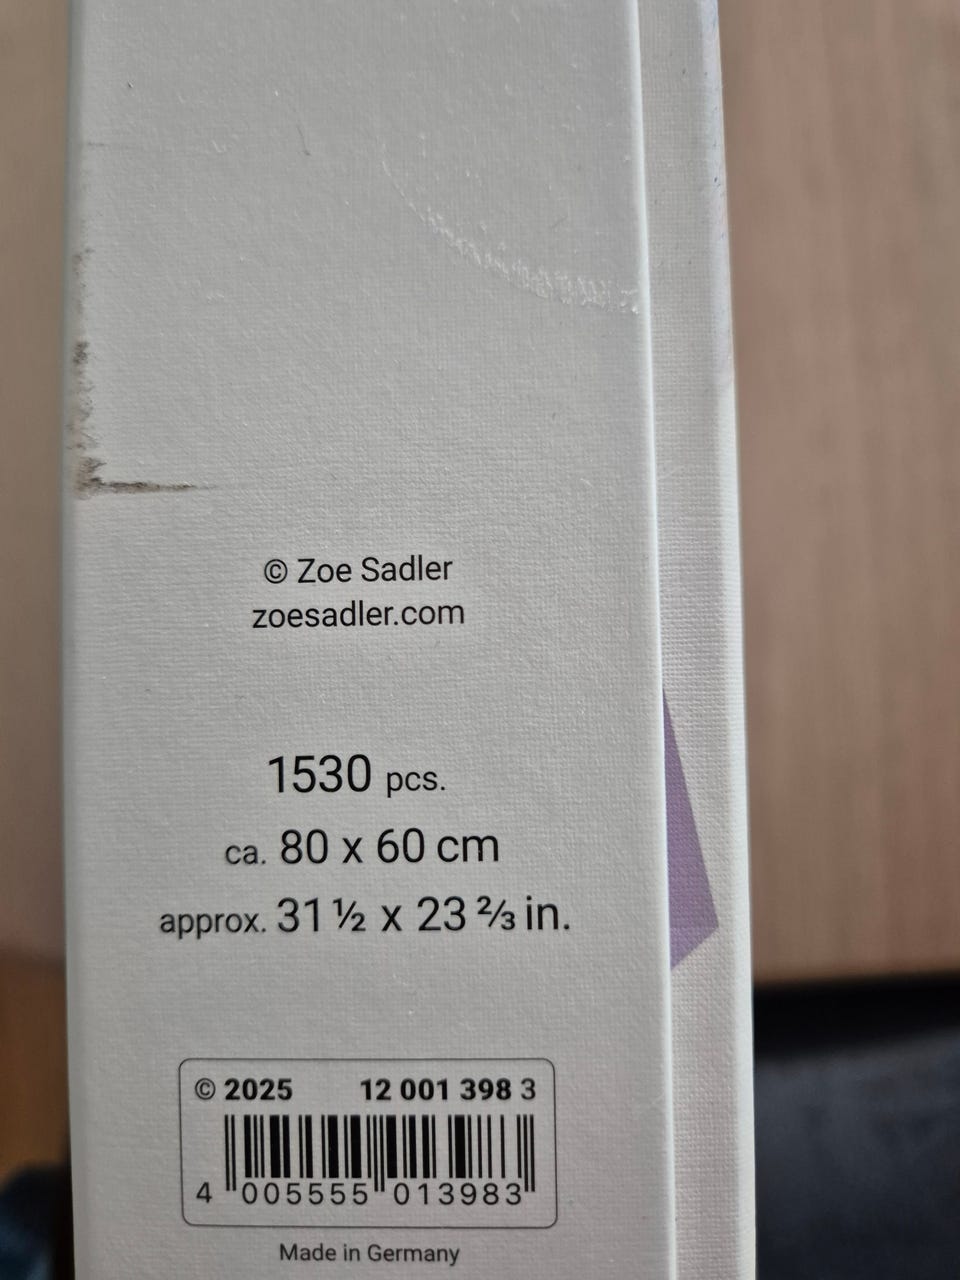 © Zoe Sadler
zoesadler.com
1530 pcs.
ca. 80 x 60 cm
approx. 31 ½ x 23 ⅔ in.
© 2025 12 001 398 3
4 005555 013983
Made in Germany